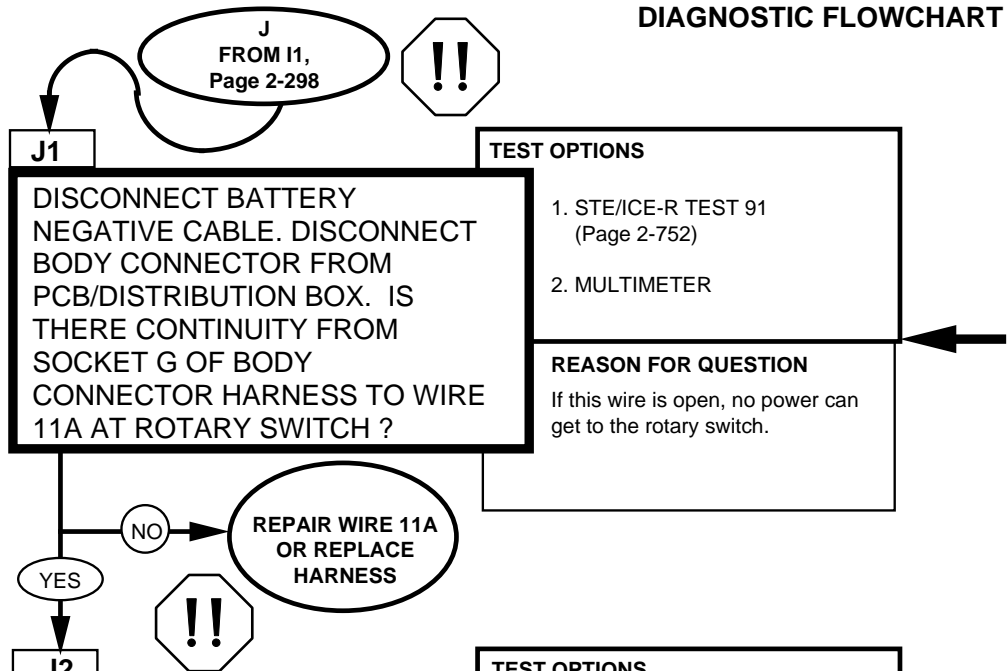 DIAGNOSTIC FLOWCHART
J
FROM I1,
Page 2-298
!!
J1
DISCONNECT BATTERY
NEGATIVE CABLE. DISCONNECT
BODY CONNECTOR FROM
PCB/DISTRIBUTION BOX. IS
THERE CONTINUITY FROM
SOCKET G OF BODY
CONNECTOR HARNESS TO WIRE
11A AT ROTARY SWITCH ?
TEST OPTIONS
1. STE/ICE-R TEST 91
(Page 2-752)
2. MULTIMETER
REASON FOR QUESTION
If this wire is open, no power can
get to the rotary switch.
NO
REPAIR WIRE 11A
OR REPLACE
HARNESS
YES
!!
J2
TEST OPTIONS